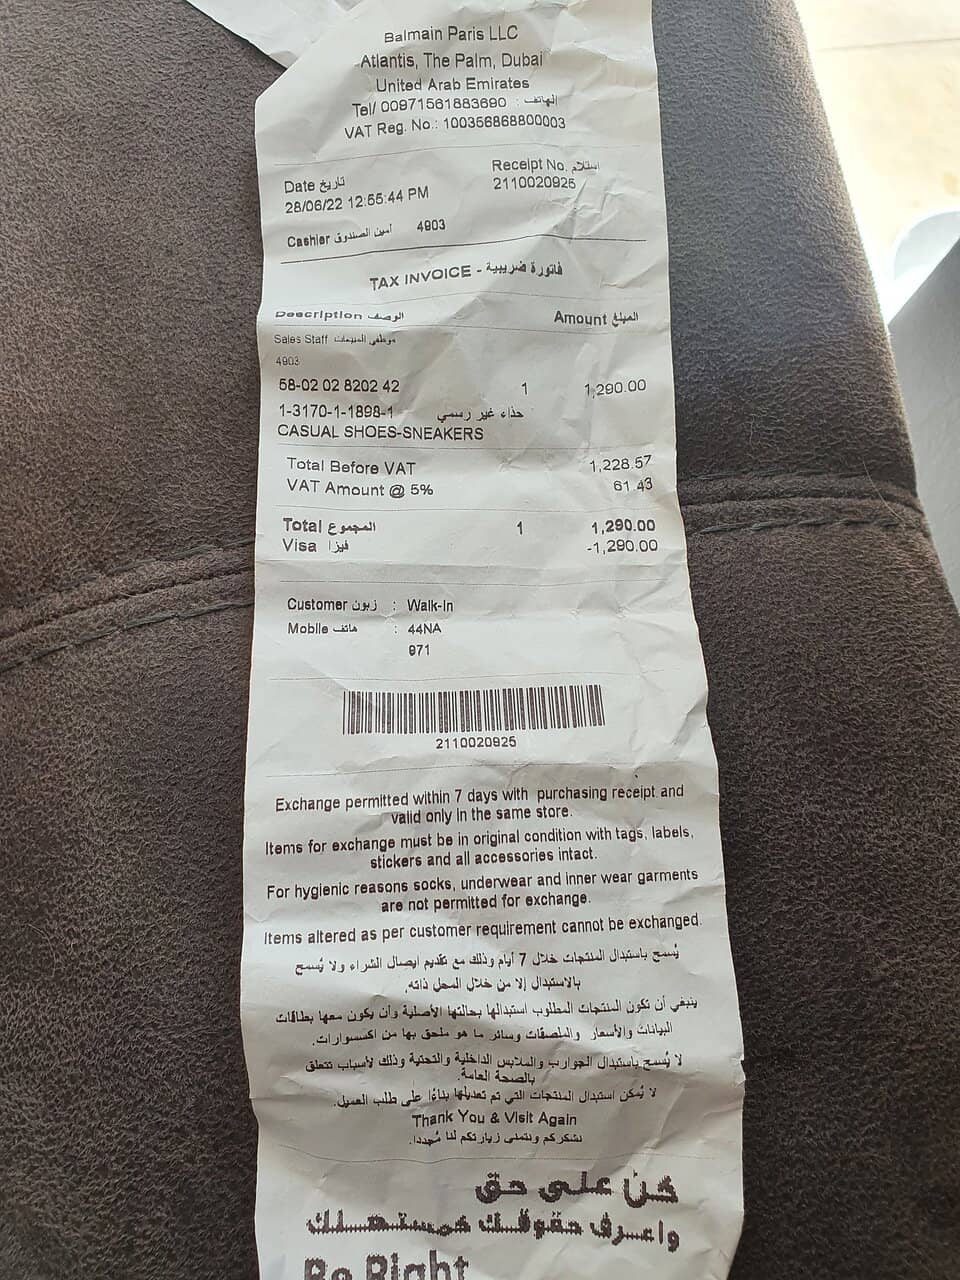 Balmain Paris LLC
Atlantis, The Palm, Dubai
United Arab Emirates
Tel/ 00971561883690 : الهاتف
VAT Reg. No.: 100356868800003
Date تاريخ Receipt No. استلام
28/06/22 12:55:44 PM 2110020925
Cashier أمين الصندوق 4903
TAX INVOICE - فاتورة ضريبية
Description الوصف Amount المبلغ
Sales Staff موظفي المبيعات
4903
58-02 02 8202 42 1 1,290.00
1-3170-1-1898-1 حذاء غير رسمي
CASUAL SHOES-SNEAKERS
Total Before VAT 1,228.57
VAT Amount @ 5% 61.43
Total المجموع 1 1,290.00
Visa فيزا -1,290.00
Customer زبون : Walk-In
Mobile هاتف : 44NA
971
2110020925
Exchange permitted within 7 days with purchasing receipt and
valid only in the same store.
Items for exchange must be in original condition with tags, labels,
stickers and all accessories intact.
For hygienic reasons socks, underwear and inner wear garments
are not permitted for exchange.
Items altered as per customer requirement cannot be exchanged.
يُسمح باستبدال المنتجات خلال 7 أيام وذلك مع تقديم ايصال الشراء ولا يُسمح
بالاستبدال إلا من خلال المحل ذاته.
ينبغي أن تكون المنتجات المطلوب استبدالها بحالتها الأصلية وأن يكون معها بطاقات
البيانات والأسعار والملصقات وسائر ما هو ملحق بها من اكسسوارات.
لا يُسمح باستبدال الجوارب والملابس الداخلية والتحتية وذلك لأسباب تتعلق
بالصحة العامة.
لا يُمكن استبدال المنتجات التي تم تعديلها بناءًا على طلب العميل.
Thank You & Visit Again
نشكركم ونتمنى زيارتكم لنا مُجددا.
كن على حق
واعرف حقوقك كمستهلك
Be Right